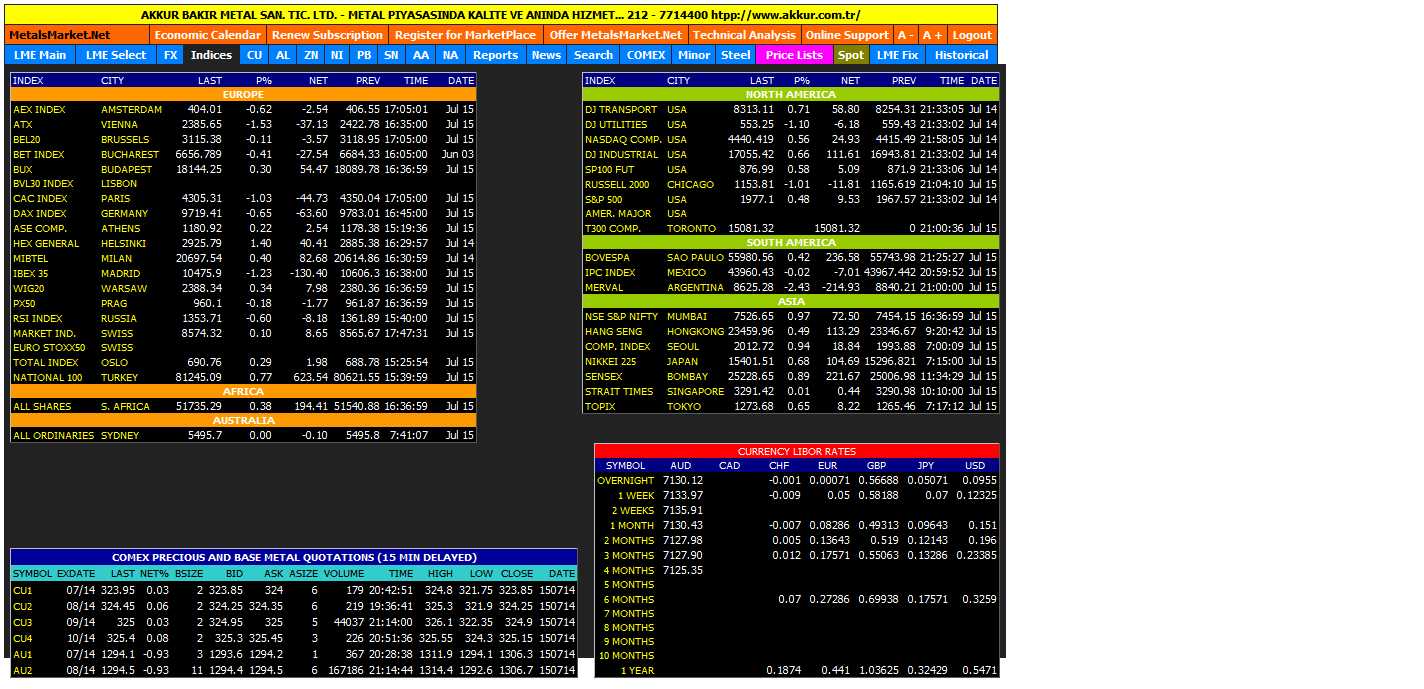 AKKUR BAKIR METAL SAN. TIC. LTD. - METAL PIYASASINDA KALITE VE ANINDA HIZMET... 212 - 7714400 htpp://www.akkur.com.tr/
MetalsMarket.Net Economic Calendar Renew Subscription Register for MarketPlace Offer MetalsMarket.Net Technical Analysis Online Support A - A + Logout
LME Main LME Select FX Indices CU AL ZN NI PB SN AA NA Reports News Search COMEX Minor Steel Price Lists Spot LME Fix Historical
INDEX CITY LAST P% NET PREV TIME DATE
EUROPE
AEX INDEX AMSTERDAM 404.01 -0.62 -2.54 406.55 17:05:01 Jul 15
ATX VIENNA 2385.65 -1.53 -37.13 2422.78 16:35:00 Jul 15
BEL20 BRUSSELS 3115.38 -0.11 -3.57 3118.95 17:05:00 Jul 15
BET INDEX BUCHAREST 6656.789 -0.41 -27.54 6684.33 16:05:00 Jun 03
BUX BUDAPEST 18144.25 0.30 54.47 18089.78 16:36:59 Jul 15
BVL30 INDEX LISBON
CAC INDEX PARIS 4305.31 -1.03 -44.73 4350.04 17:05:00 Jul 15
DAX INDEX GERMANY 9719.41 -0.65 -63.60 9783.01 16:45:00 Jul 15
ASE COMP. ATHENS 1180.92 0.22 2.54 1178.38 15:19:36 Jul 15
HEX GENERAL HELSINKI 2925.79 1.40 40.41 2885.38 16:29:57 Jul 14
MIBTEL MILAN 20697.54 0.40 82.68 20614.86 16:30:59 Jul 14
IBEX 35 MADRID 10475.9 -1.23 -130.40 10606.3 16:38:00 Jul 15
WIG20 WARSAW 2388.34 0.34 7.98 2380.36 16:36:59 Jul 15
PX50 PRAG 960.1 -0.18 -1.77 961.87 16:36:59 Jul 15
RSI INDEX RUSSIA 1353.71 -0.60 -8.18 1361.89 15:40:00 Jul 15
MARKET IND. SWISS 8574.32 0.10 8.65 8565.67 17:47:31 Jul 15
EURO STOXX50 SWISS
TOTAL INDEX OSLO 690.76 0.29 1.98 688.78 15:25:54 Jul 15
NATIONAL 100 TURKEY 81245.09 0.77 623.54 80621.55 15:39:59 Jul 15
AFRICA
ALL SHARES S. AFRICA 51735.29 0.38 194.41 51540.88 16:36:59 Jul 15
AUSTRALIA
ALL ORDINARIES SYDNEY 5495.7 0.00 -0.10 5495.8 7:41:07 Jul 15
INDEX CITY LAST P% NET PREV TIME DATE
NORTH AMERICA
DJ TRANSPORT USA 8313.11 0.71 58.80 8254.31 21:33:05 Jul 14
DJ UTILITIES USA 553.25 -1.10 -6.18 559.43 21:33:02 Jul 14
NASDAQ COMP. USA 4440.419 0.56 24.93 4415.49 21:58:05 Jul 14
DJ INDUSTRIAL USA 17055.42 0.66 111.61 16943.81 21:33:02 Jul 14
SP100 FUT USA 876.99 0.58 5.09 871.9 21:33:06 Jul 14
RUSSELL 2000 CHICAGO 1153.81 -1.01 -11.81 1165.619 21:04:10 Jul 15
S&P 500 USA 1977.1 0.48 9.53 1967.57 21:33:02 Jul 14
AMER. MAJOR USA
T300 COMP. TORONTO 15081.32 15081.32 0 21:00:36 Jul 15
SOUTH AMERICA
BOVESPA SAO PAULO 55980.56 0.42 236.58 55743.98 21:25:27 Jul 15
IPC INDEX MEXICO 43960.43 -0.02 -7.01 43967.442 20:59:52 Jul 15
MERVAL ARGENTINA 8625.28 -2.43 -214.93 8840.21 21:00:00 Jul 15
ASIA
NSE S&P NIFTY MUMBAI 7526.65 0.97 72.50 7454.15 16:36:59 Jul 15
HANG SENG HONGKONG 23459.96 0.49 113.29 23346.67 9:20:42 Jul 15
COMP. INDEX SEOUL 2012.72 0.94 18.84 1993.88 7:00:09 Jul 15
NIKKEI 225 JAPAN 15401.51 0.68 104.69 15296.821 7:15:00 Jul 15
SENSEX BOMBAY 25228.65 0.89 221.67 25006.98 11:34:29 Jul 15
STRAIT TIMES SINGAPORE 3291.42 0.01 0.44 3290.98 10:10:00 Jul 15
TOPIX TOKYO 1273.68 0.65 8.22 1265.46 7:17:12 Jul 15
CURRENCY LIBOR RATES
SYMBOL AUD CAD CHF EUR GBP JPY USD
OVERNIGHT 7130.12 -0.001 0.00071 0.56688 0.05071 0.0955
1 WEEK 7133.97 -0.009 0.05 0.58188 0.07 0.12325
2 WEEKS 7135.91
1 MONTH 7130.43 -0.007 0.08286 0.49313 0.09643 0.151
2 MONTHS 7127.98 0.005 0.13643 0.519 0.12143 0.196
3 MONTHS 7127.90 0.012 0.17571 0.55063 0.13286 0.23385
4 MONTHS 7125.35
5 MONTHS
6 MONTHS 0.07 0.27286 0.69938 0.17571 0.3259
7 MONTHS
8 MONTHS
9 MONTHS
10 MONTHS
1 YEAR 0.1874 0.441 1.03625 0.32429 0.5471
COMEX PRECIOUS AND BASE METAL QUOTATIONS (15 MIN DELAYED)
SYMBOL EXDATE LAST NET% BSIZE BID ASK ASIZE VOLUME TIME HIGH LOW CLOSE DATE
CU1 07/14 323.95 0.03 2 323.85 324 6 179 20:42:51 324.8 321.75 323.85 150714
CU2 08/14 324.45 0.06 2 324.25 324.35 6 219 19:36:41 325.3 321.9 324.25 150714
CU3 09/14 325 0.03 2 324.95 325 5 44037 21:14:00 326.1 322.35 324.9 150714
CU4 10/14 325.4 0.08 2 325.3 325.45 3 226 20:51:36 325.55 324.3 325.15 150714
AU1 07/14 1294.1 -0.93 3 1293.6 1294.2 1 367 20:28:38 1311.9 1294.1 1306.3 150714
AU2 08/14 1294.5 -0.93 11 1294.4 1294.5 6 167186 21:14:44 1314.4 1292.6 1306.7 150714